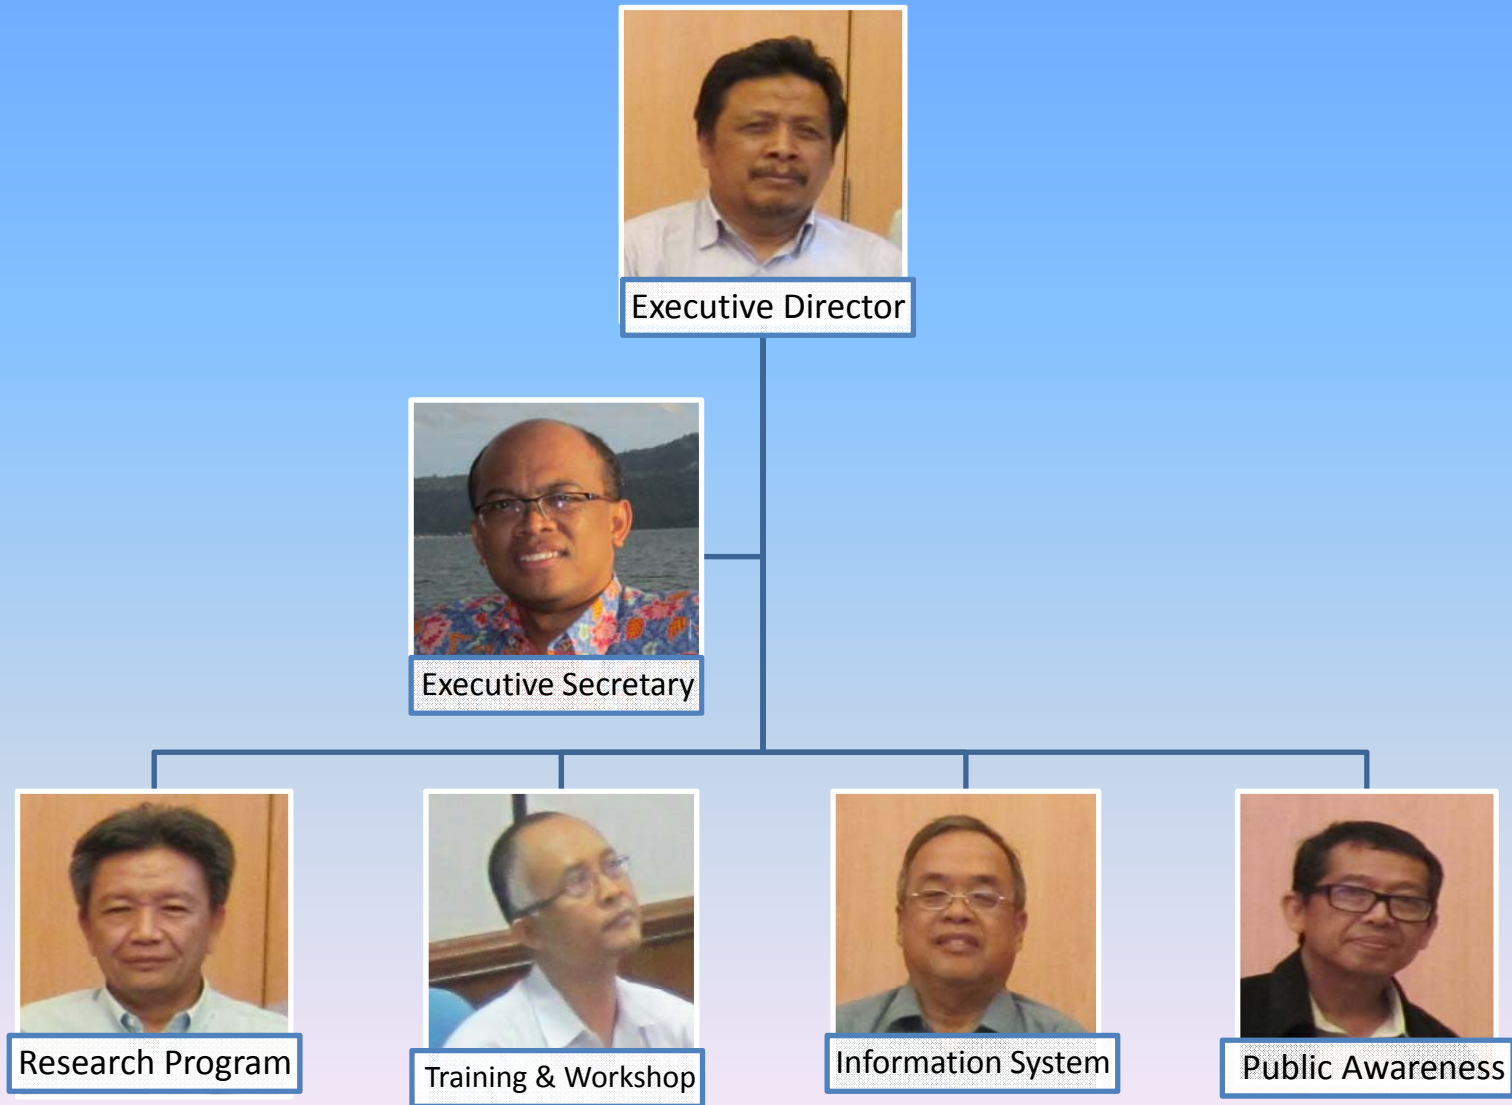 Executive Director
Executive Secretary
Research Program
Training & Workshop
Information System
Public Awareness